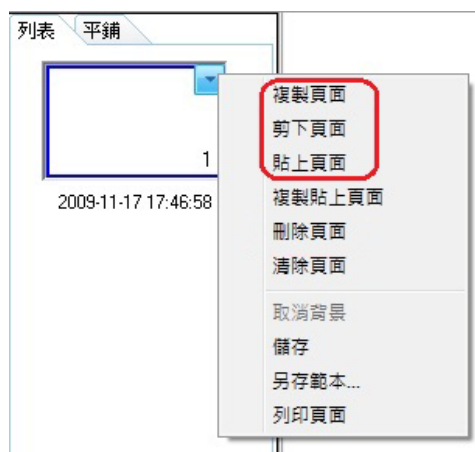 列表 平鋪
1
2009-11-17 17:46:58
複製頁面
剪下頁面
貼上頁面
複製貼上頁面
刪除頁面
清除頁面
取消背景
儲存
另存範本...
列印頁面